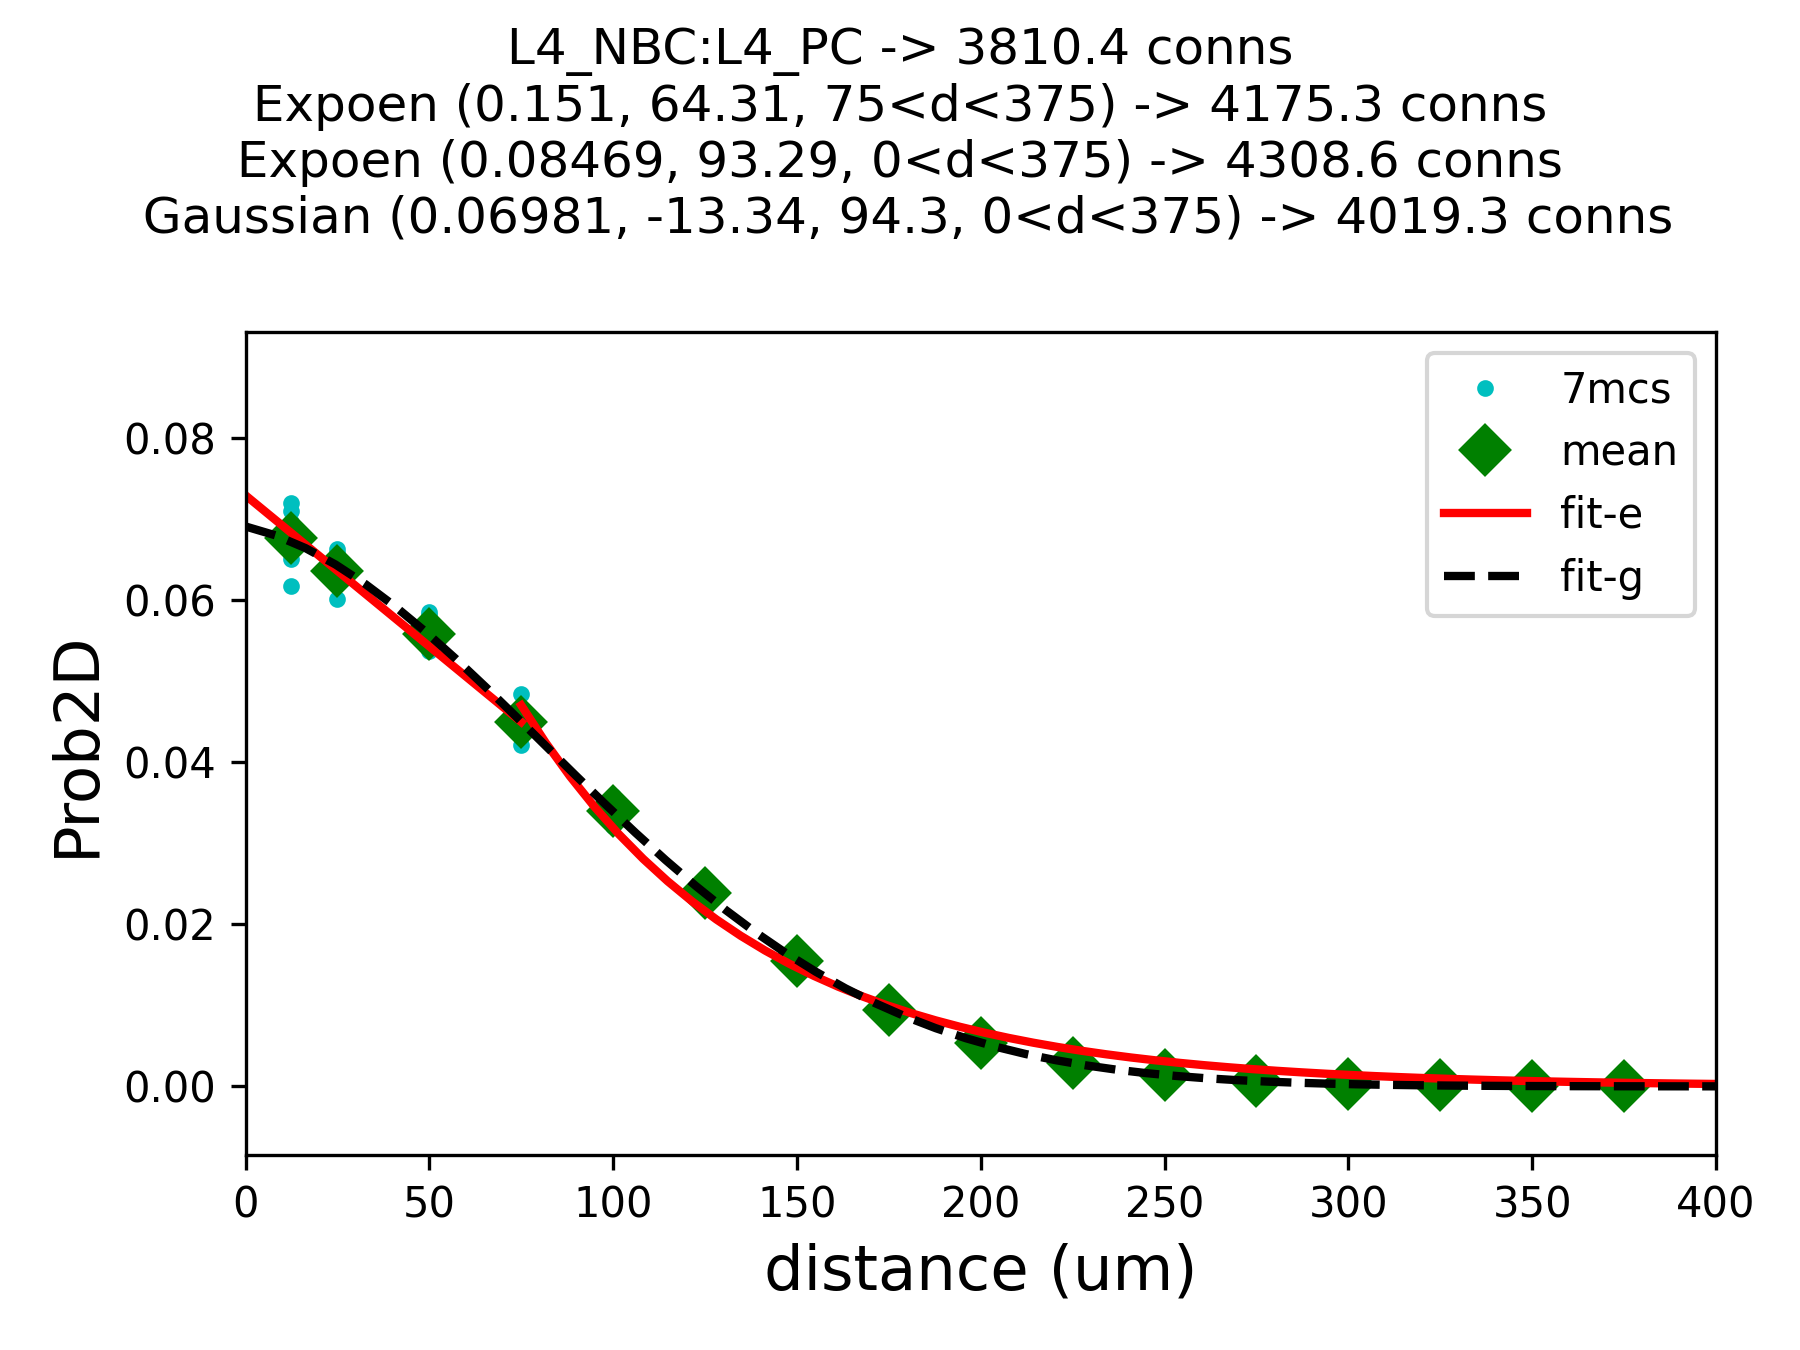 L4_NBC:L4_PC -> 3810.4 conns
Expoen (0.151, 64.31, 75<d<375) -> 4175.3 conns
Expoen (0.08469, 93.29, 0<d<375) -> 4308.6 conns
Gaussian (0.06981, -13.34, 94.3, 0<d<375) -> 4019.3 conns
7mcs
mean
fit-e
fit-g
Prob2D
0.08
0.06
0.04
0.02
0.00
0 50 100 150 200 250 300 350 400
distance (um)